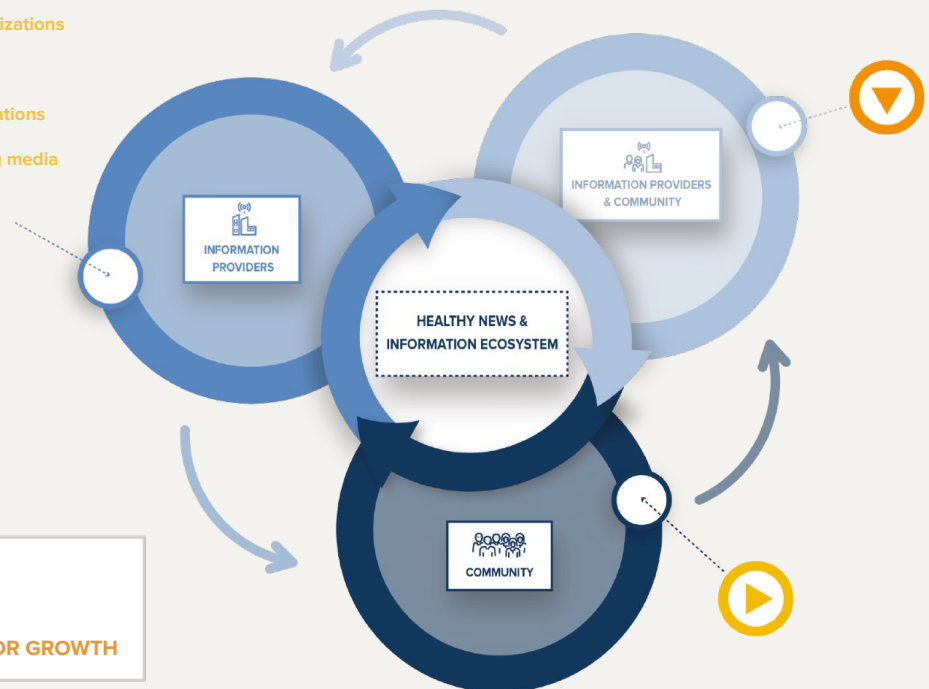 izations
ations
g media
INFORMATION
PROVIDERS
INFORMATION PROVIDERS
& COMMUNITY
HEALTHY NEWS &
INFORMATION ECOSYSTEM
COMMUNITY
OR GROWTH